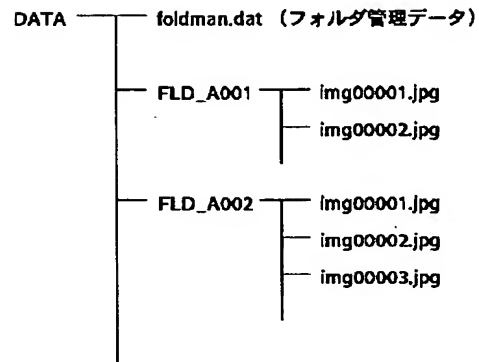 DATA foldman.dat (フォルダ管理データ)
FLD_A001 img00001.jpg
img00002.jpg
FLD_A002 img00001.jpg
img00002.jpg
img00003.jpg